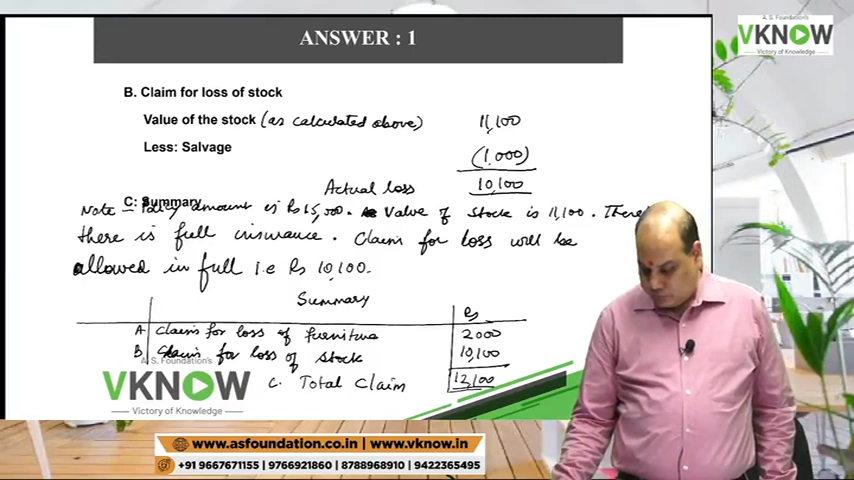 ANSWER : 1
A. S. Foundation's
VKNOW
Victory of Knowledge
B. Claim for loss of stock
Value of the stock (as calculated above) 11,100
Less: Salvage (1,000)
Actual loss 10,100
C: Summary
Note - Policy amount is Rs 15,000. Value of stock is 11,100. There
there is full insurance. Claim for loss will be
allowed in full i.e Rs 10,100.
Summary
Rs
A Claim for loss of furniture 2000
B Claim for loss of stock 10,100
C. Total Claim 12,100
A.S. Foundation's
VKNOW
- Victory of Knowledge -
www.asfoundation.co.in | www.vknow.in
+91 9667671155 | 9766921860 | 8788968910 | 9422365495